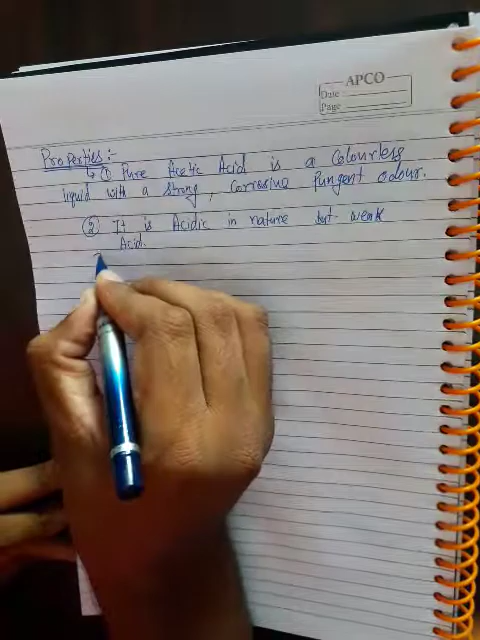 APCO
Date
Page
Properties:-
↳ ① Pure Acetic Acid is a Colourless
liquid with a strong, Corrosive Pungent odour.
② It is Acidic in nature but weak
Acid.